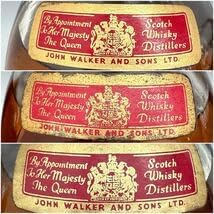 By Appointment
To Her Majesty
The Queen
Scotch
Whisky
Distillers
JOHN WALKER AND SONS LTD.
By Appointment
To Her Majesty
The Queen
Scotch
Whisky
Distillers
JOHN WALKER AND SONS LTD.
By Appointment
To Her Majesty
The Queen
Scotch
Whisky
Distillers
JOHN WALKER AND SONS LTD.